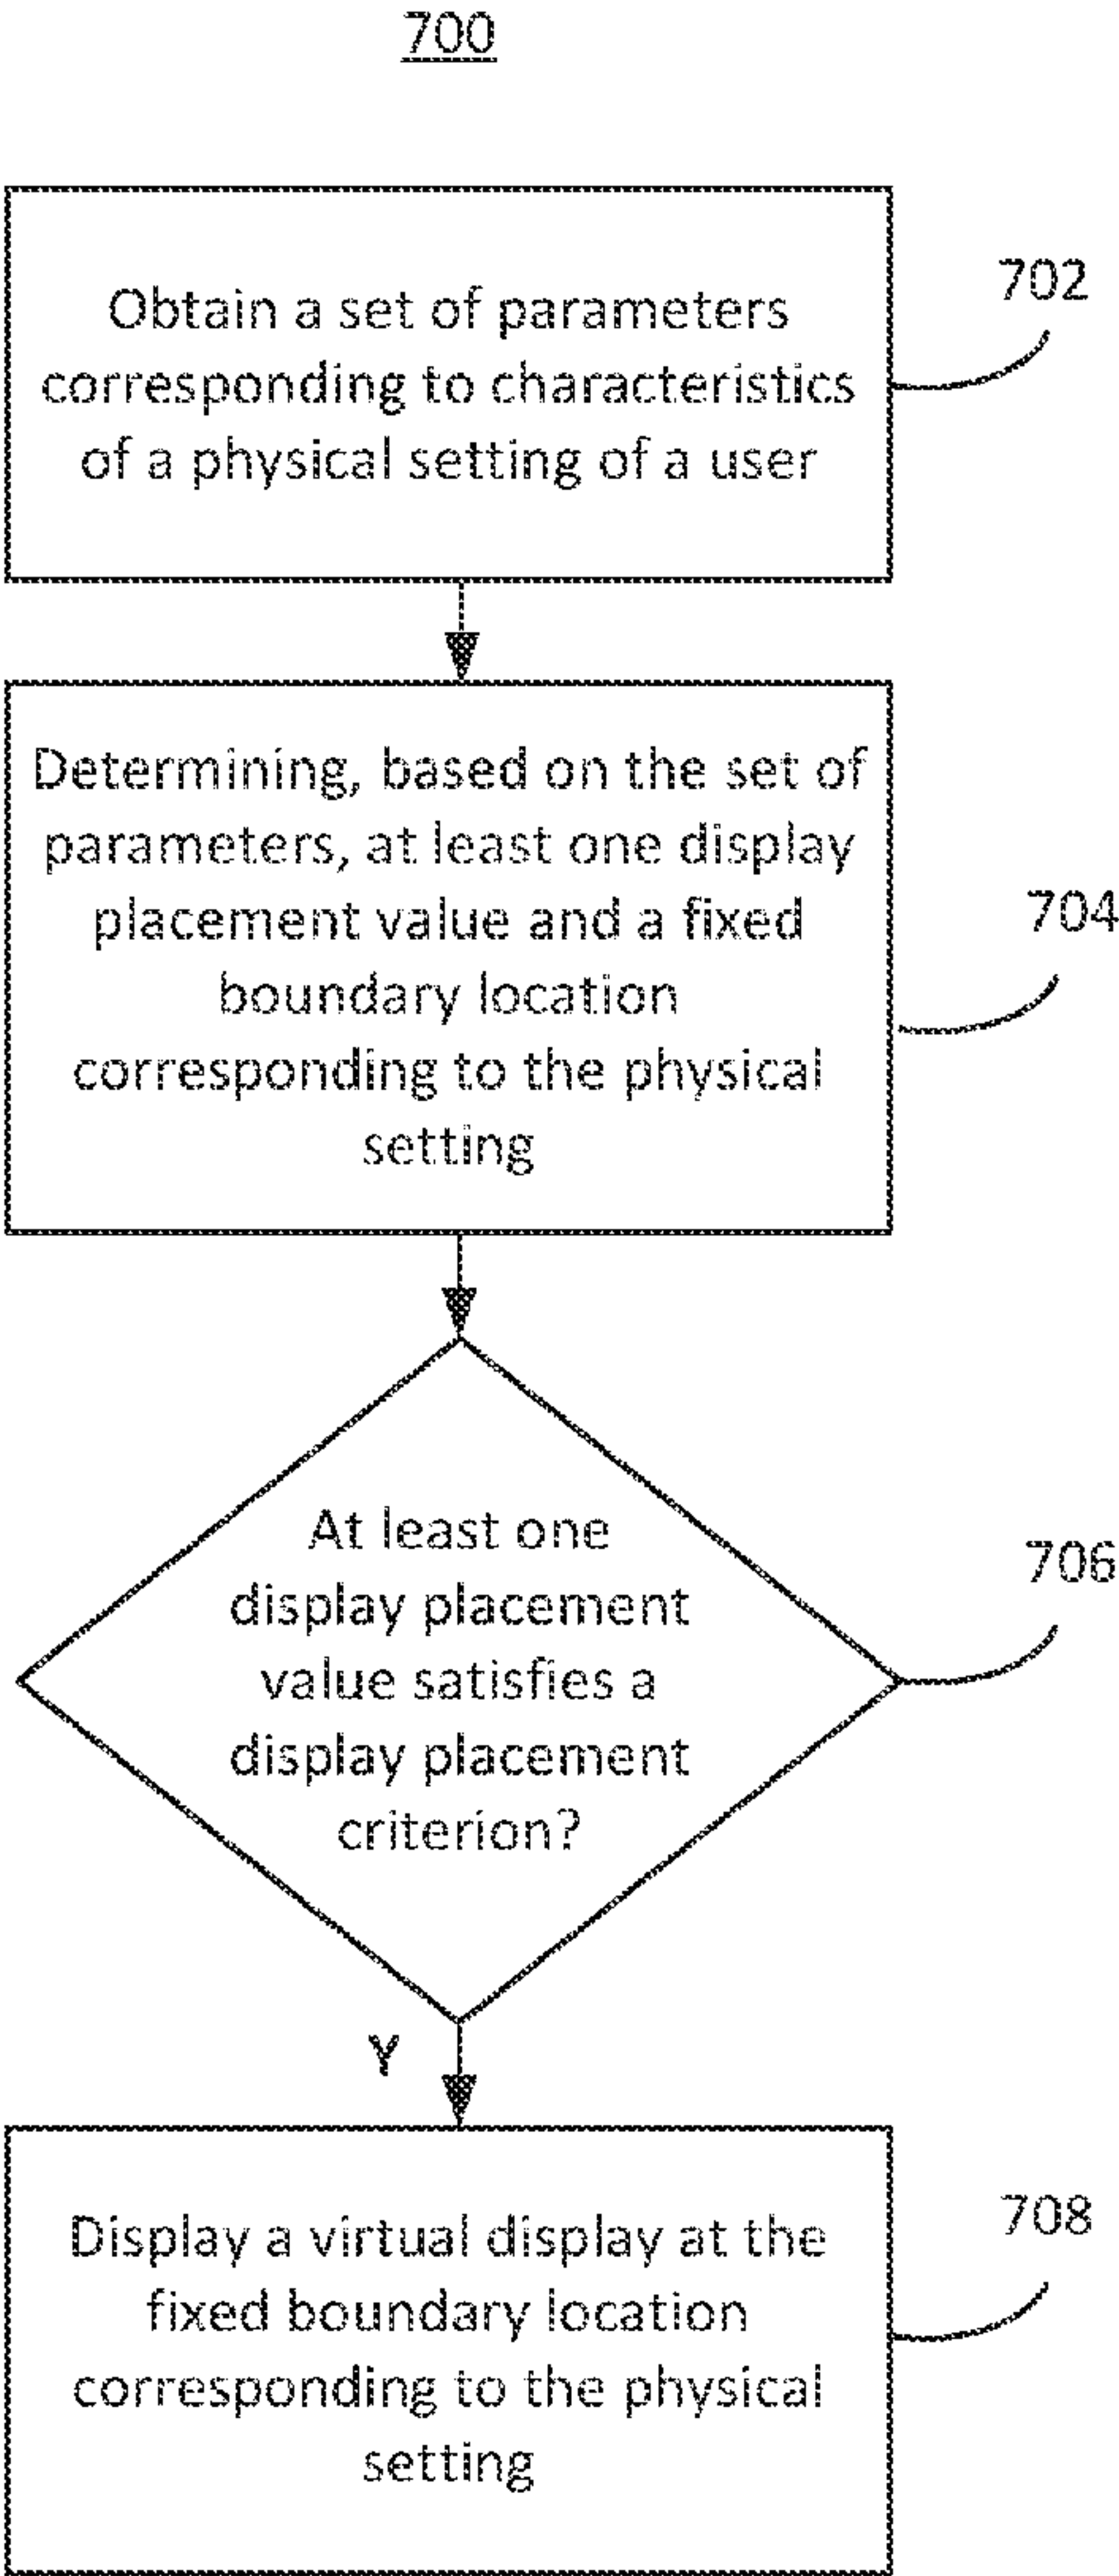 700
Obtain a set of parameters
corresponding to characteristics
of a physical setting of a user
702
Determining, based on the set of
parameters, at least one display
placement value and a fixed
boundary location
corresponding to the physical
setting
704
At least one
display placement
value satisfies a
display placement
criterion?
706
Y
Display a virtual display at the
fixed boundary location
corresponding to the physical
setting
708